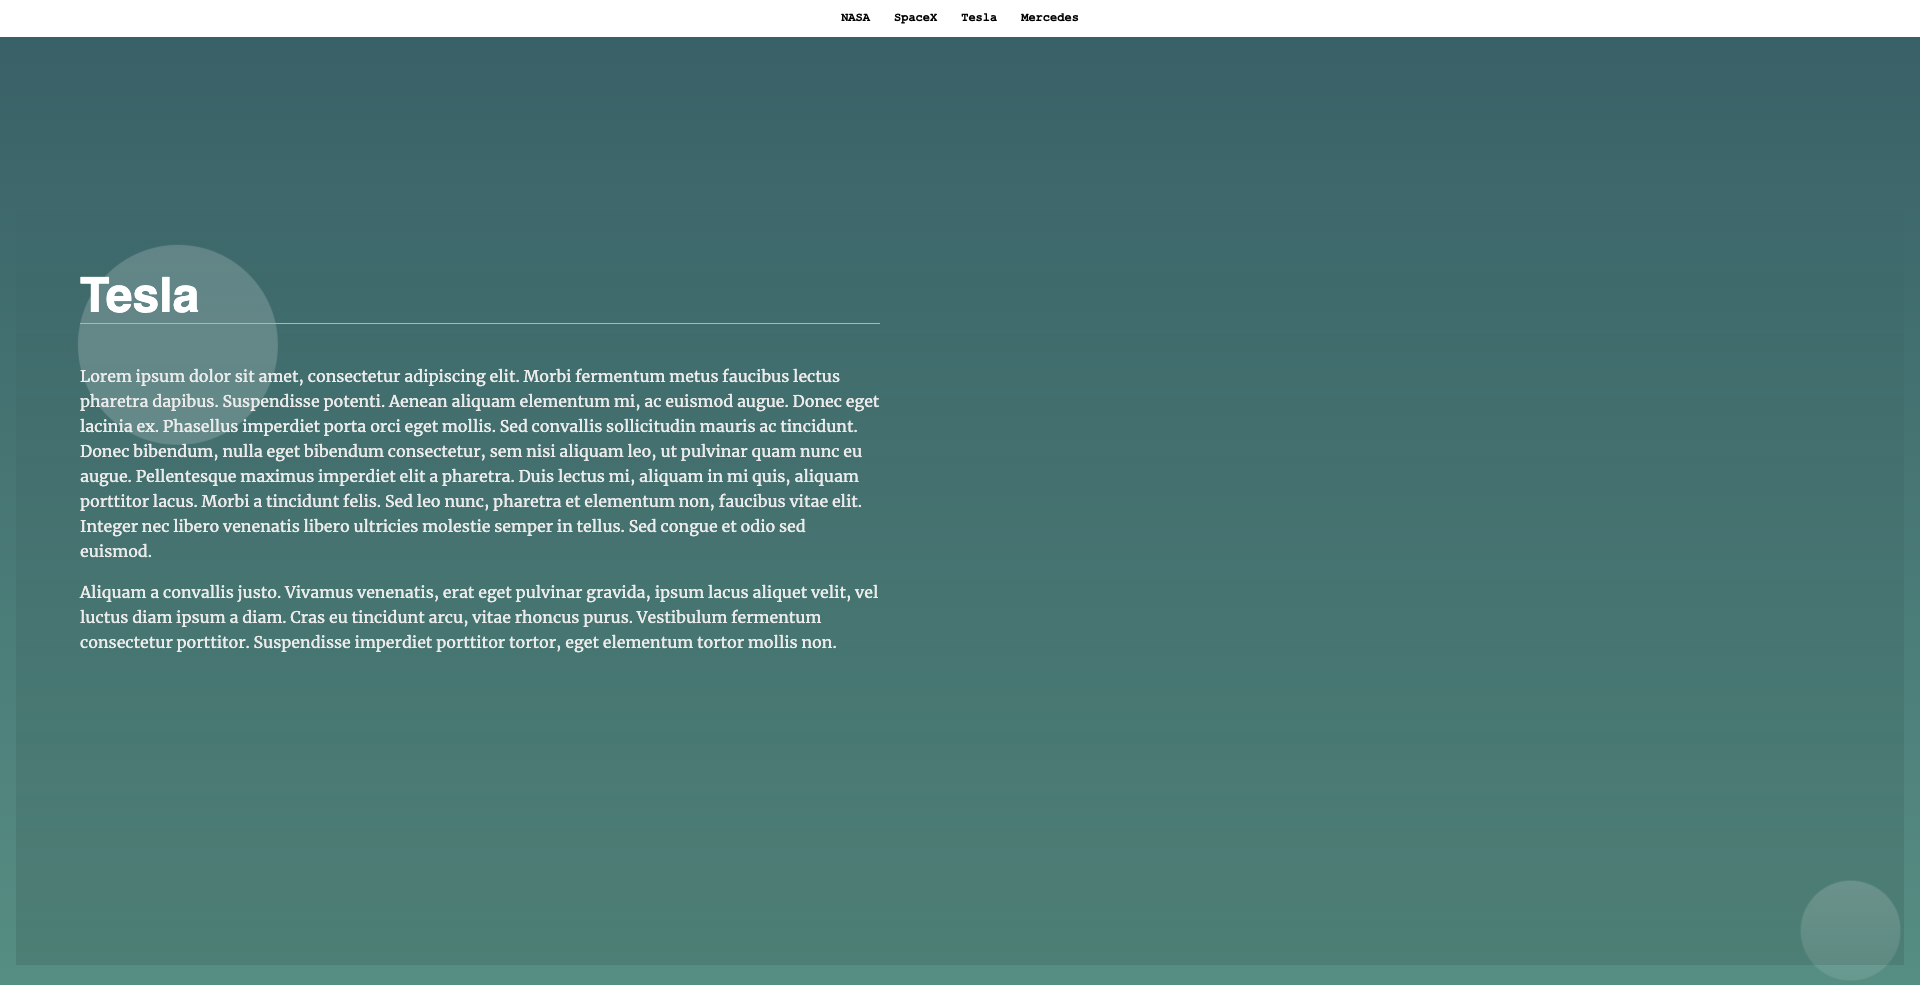 NASA SpaceX Tesla Mercedes
Tesla
Lorem ipsum dolor sit amet, consectetur adipiscing elit. Morbi fermentum metus faucibus lectus
pharetra dapibus. Suspendisse potenti. Aenean aliquam elementum mi, ac euismod augue. Donec eget
lacinia ex. Phasellus imperdiet porta orci eget mollis. Sed convallis sollicitudin mauris ac tincidunt.
Donec bibendum, nulla eget bibendum consectetur, sem nisi aliquam leo, ut pulvinar quam nunc eu
augue. Pellentesque maximus imperdiet elit a pharetra. Duis lectus mi, aliquam in mi quis, aliquam
porttitor lacus. Morbi a tincidunt felis. Sed leo nunc, pharetra et elementum non, faucibus vitae elit.
Integer nec libero venenatis libero ultricies molestie semper in tellus. Sed congue et odio sed
euismod.
Aliquam a convallis justo. Vivamus venenatis, erat eget pulvinar gravida, ipsum lacus aliquet velit, vel
luctus diam ipsum a diam. Cras eu tincidunt arcu, vitae rhoncus purus. Vestibulum fermentum
consectetur porttitor. Suspendisse imperdiet porttitor tortor, eget elementum tortor mollis non.